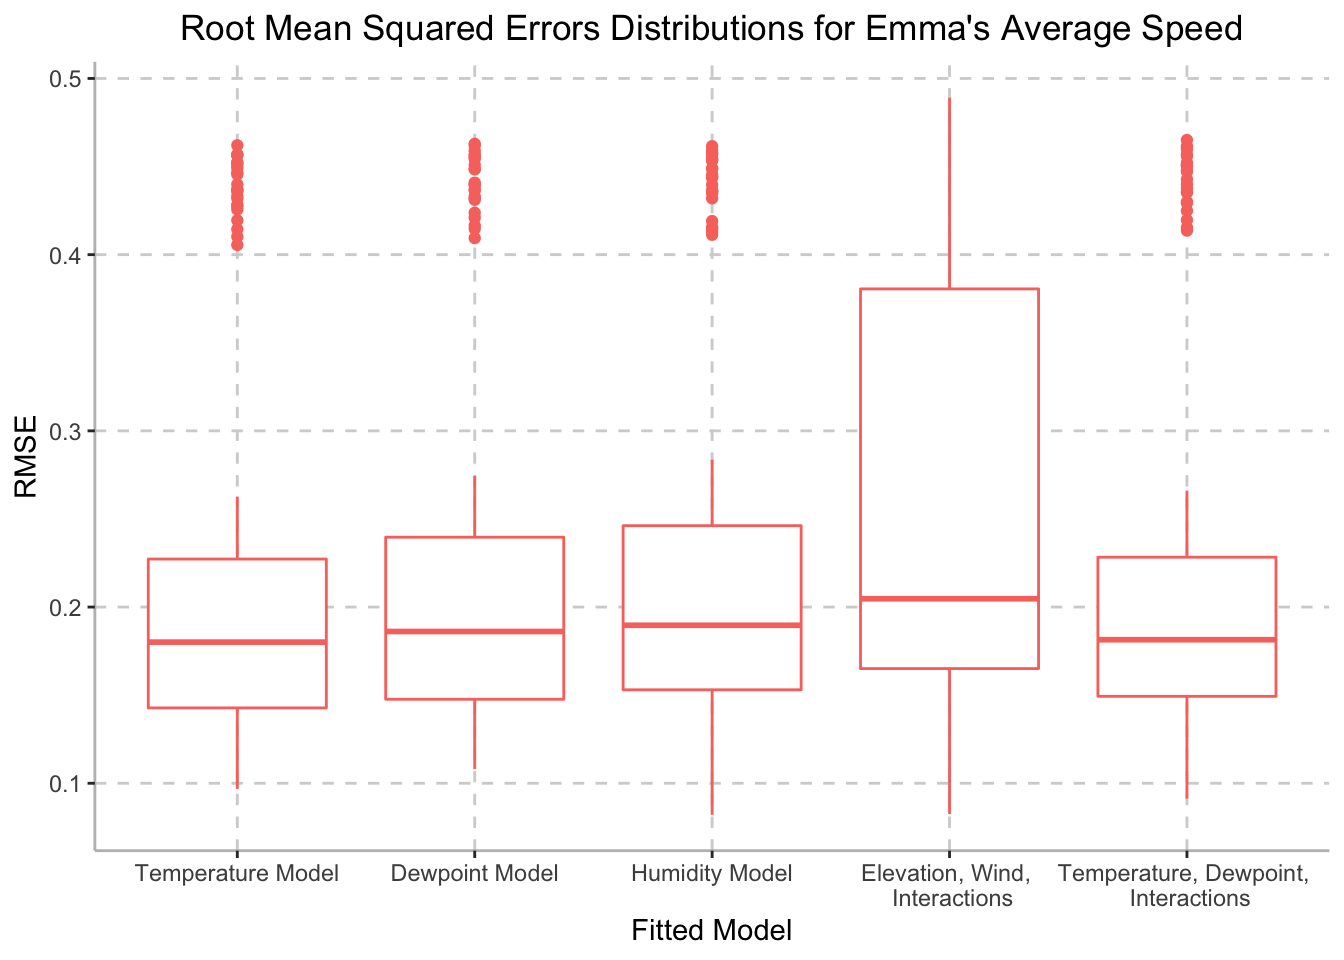 Root Mean Squared Errors Distributions for Emma's Average Speed
0.5
0.4
0.3
0.2
0.1
RMSE
Temperature Model
Dewpoint Model
Humidity Model
Elevation, Wind,
Interactions
Temperature, Dewpoint,
Interactions
Fitted Model